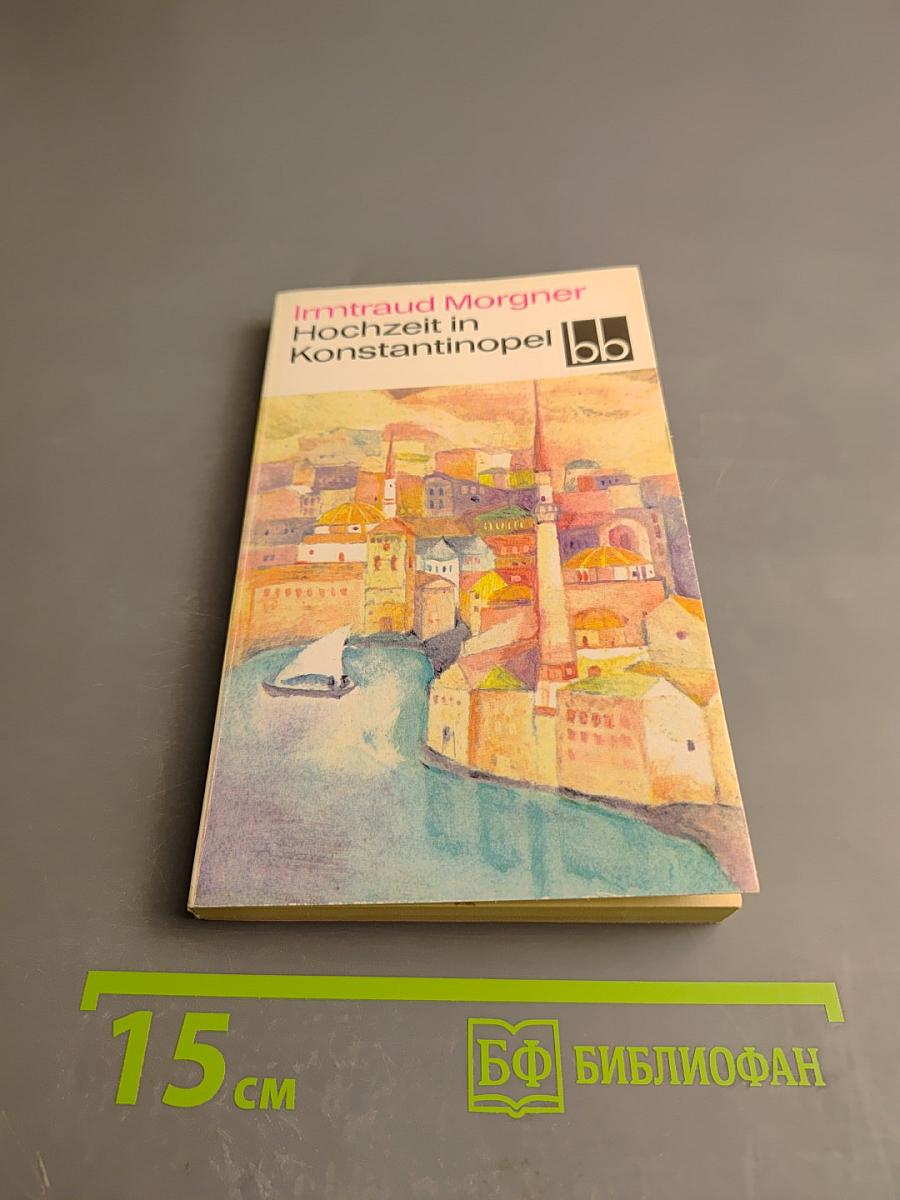 Irmtraud Morgner
Hochzeit in
Konstantinopel
bb
15 см
БФ БИБЛИОФАН